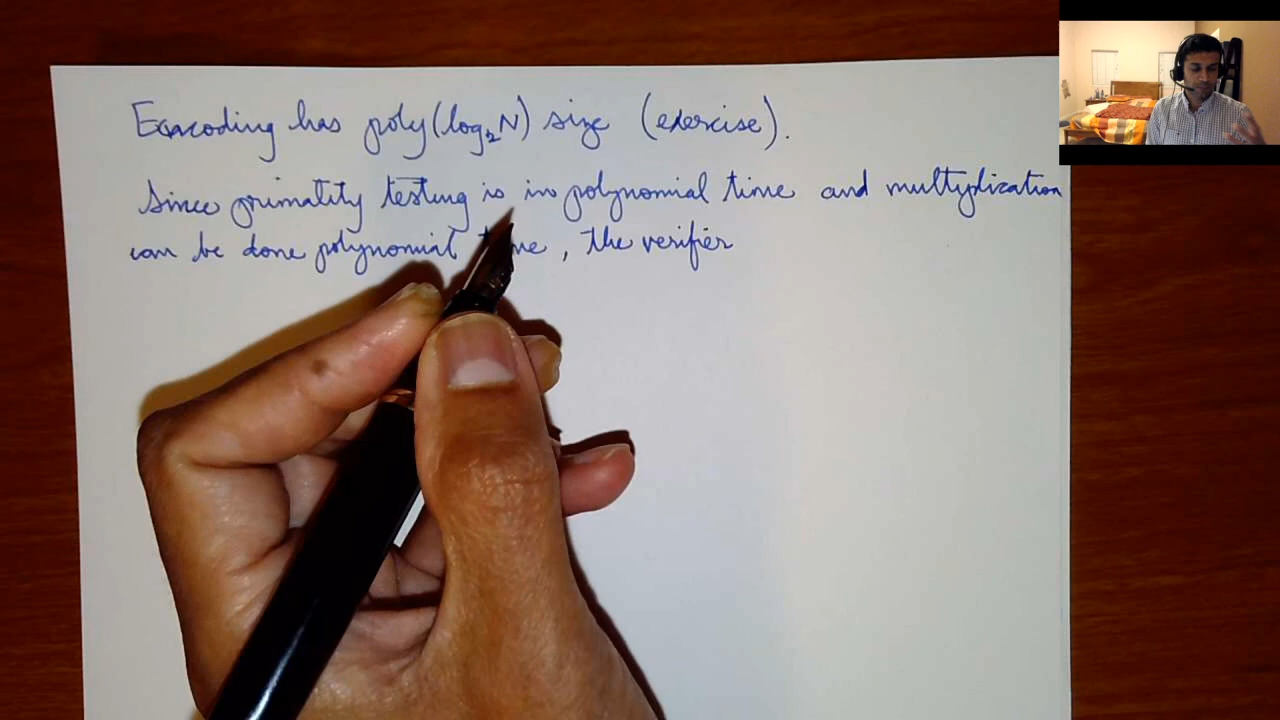 Encoding has poly(log₂N) size (exercise).
Since primality testing is in polynomial time and multiplization
can be done polynomial time, the verifier